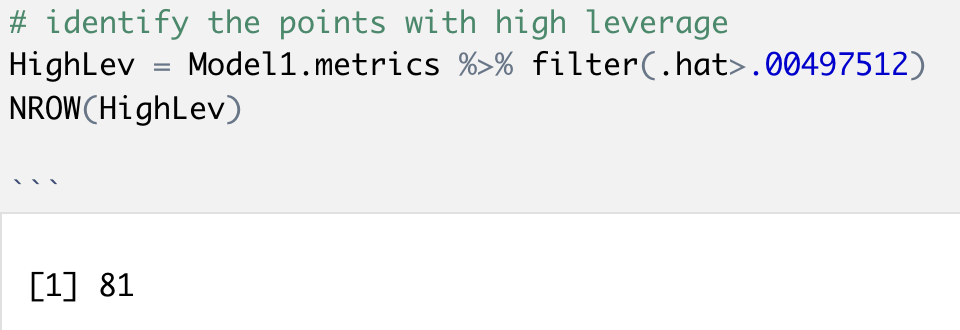 # identify the points with high leverage
HighLev = Model1.metrics %>% filter(.hat>.00497512)
NROW(HighLev)
```
[1] 81